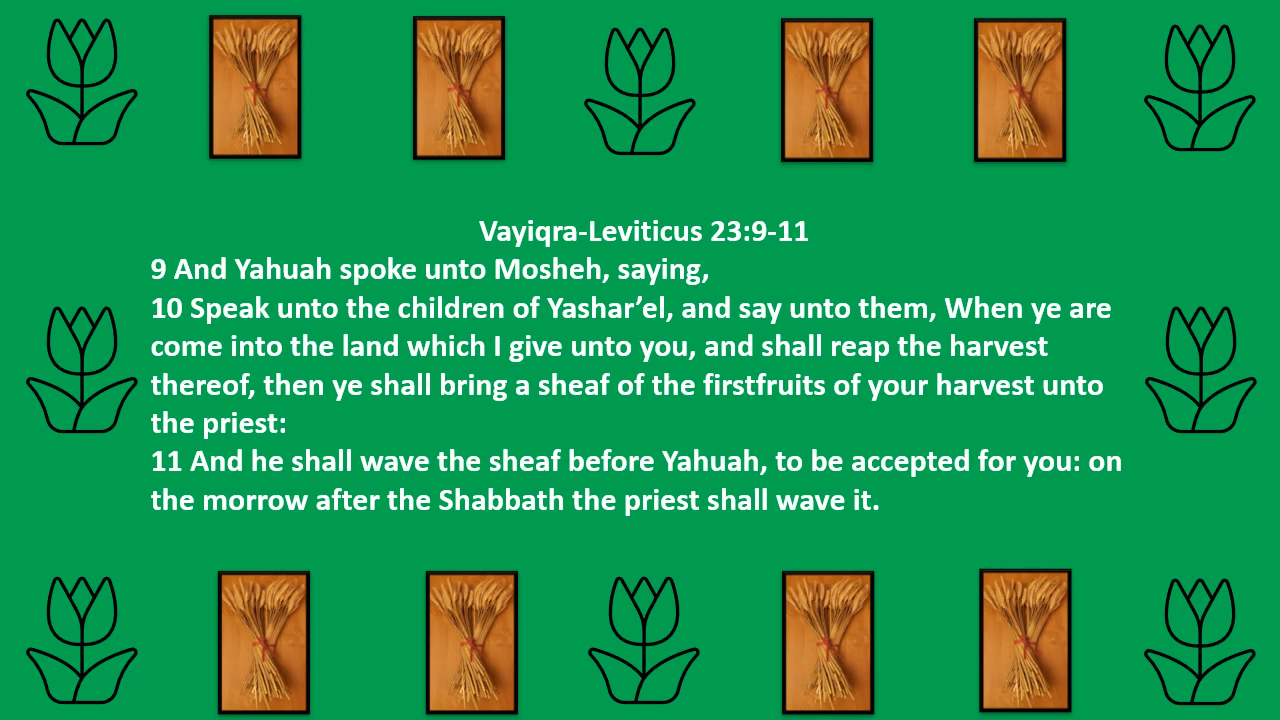 Vayiqra-Leviticus 23:9-11
9 And Yahuah spoke unto Mosheh, saying,
10 Speak unto the children of Yashar’el, and say unto them, When ye are
come into the land which I give unto you, and shall reap the harvest
thereof, then ye shall bring a sheaf of the firstfruits of your harvest unto
the priest:
11 And he shall wave the sheaf before Yahuah, to be accepted for you: on
the morrow after the Shabbath the priest shall wave it.